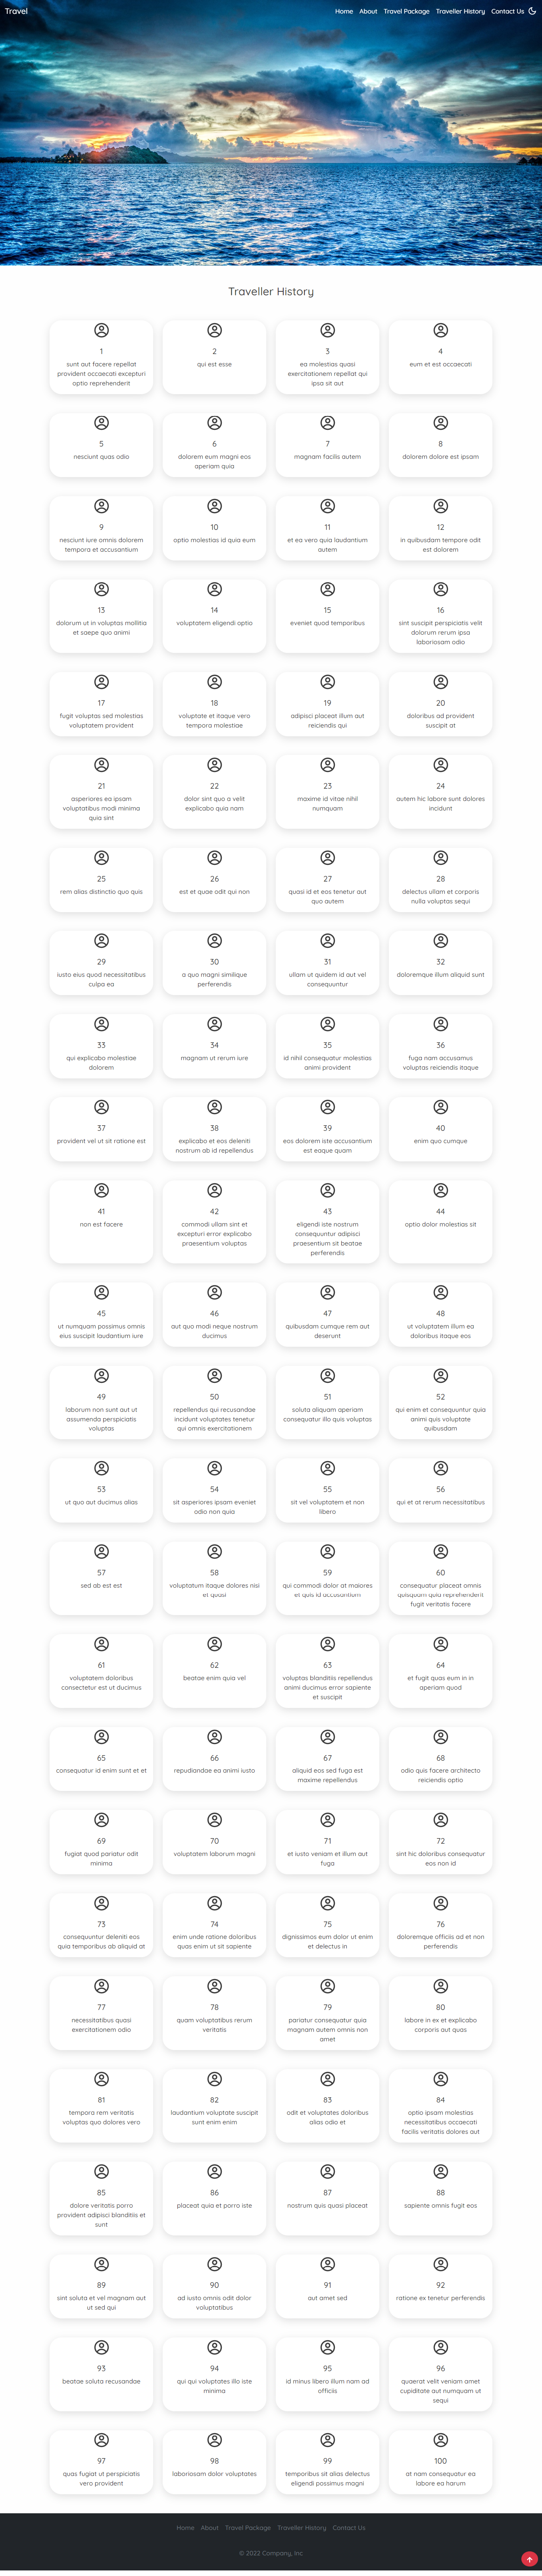 Travel
Home About Travel Package Traveller History Contact Us
Traveller History
1
sunt aut facere repellat
provident occaecati excepturi
optio reprehenderit
2
qui est esse
3
ea molestias quasi
exercitationem repellat qui
ipsa sit aut
4
eum et est occaecati
5
nesciunt quas odio
6
dolorem eum magni eos
aperiam quia
7
magnam facilis autem
8
dolorem dolore est ipsam
9
nesciunt iure omnis dolorem
tempora et accusantium
10
optio molestias id quia eum
11
et ea vero quia laudantium
autem
12
in quibusdam tempore odit
est dolorem
13
dolorum ut in voluptas mollitia
et saepe quo animi
14
voluptatem eligendi optio
15
eveniet quod temporibus
16
sint suscipit perspiciatis velit
dolorum rerum ipsa
laboriosam odio
17
fugit voluptas sed molestias
voluptatem provident
18
voluptate et itaque vero
tempora molestiae
19
adipisci placeat illum aut
reiciendis qui
20
doloribus ad provident
suscipit at
21
asperiores ea ipsam
voluptatibus modi minima
quia sint
22
dolor sint quo a velit
explicabo quia nam
23
maxime id vitae nihil
numquam
24
autem hic labore sunt dolores
incidunt
25
rem alias distinctio quo quis
26
est et quae odit qui non
27
quasi id et eos tenetur aut
quo autem
28
delectus ullam et corporis
nulla voluptas sequi
29
iusto eius quod necessitatibus
culpa ea
30
a quo magni similique
perferendis
31
ullam ut quidem id aut vel
consequuntur
32
doloremque illum aliquid sunt
33
qui explicabo molestiae
dolorem
34
magnam ut rerum iure
35
id nihil consequatur molestias
animi provident
36
fuga nam accusamus
voluptas reiciendis itaque
37
provident vel ut sit ratione est
38
explicabo et eos deleniti
nostrum ab id repellendus
39
eos dolorem iste accusantium
est eaque quam
40
enim quo cumque
41
non est facere
42
commodi ullam sint et
excepturi error explicabo
praesentium voluptas
43
eligendi iste nostrum
consequuntur adipisci
praesentium sit beatae
perferendis
44
optio dolor molestias sit
45
ut numquam possimus omnis
eius suscipit laudantium iure
46
aut quo modi neque nostrum
ducimus
47
quibusdam cumque rem aut
deserunt
48
ut voluptatem illum ea
doloribus itaque eos
49
laborum non sunt aut ut
assumenda perspiciatis
voluptas
50
repellendus qui recusandae
incidunt voluptates tenetur
qui omnis exercitationem
51
soluta aliquam aperiam
consequatur illo quis voluptas
52
qui enim et consequuntur quia
animi quis voluptate
quibusdam
53
ut quo aut ducimus alias
54
sit asperiores ipsam eveniet
odio non quia
55
sit vel voluptatem et non
libero
56
qui et at rerum necessitatibus
57
sed ab est est
58
voluptatum itaque dolores nisi
et quasi
59
qui commodi dolor at maiores
et quis id accusantium
60
consequatur placeat omnis
quisquam quia reprehenderit
fugit veritatis facere
61
voluptatem doloribus
consectetur est ut ducimus
62
beatae enim quia vel
63
voluptas blanditiis repellendus
animi ducimus error sapiente
et suscipit
64
et fugit quas eum in in
aperiam quod
65
consequatur id enim sunt et et
66
repudiandae ea animi iusto
67
aliquid eos sed fuga est
maxime repellendus
68
odio quis facere architecto
reiciendis optio
69
fugiat quod pariatur odit
minima
70
voluptatem laborum magni
71
et iusto veniam et illum aut
fuga
72
sint hic doloribus consequatur
eos non id
73
consequuntur deleniti eos
quia temporibus ab aliquid at
74
enim unde ratione doloribus
quas enim ut sit sapiente
75
dignissimos eum dolor ut enim
et delectus in
76
doloremque officiis ad et non
perferendis
77
necessitatibus quasi
exercitationem odio
78
quam voluptatibus rerum
veritatis
79
pariatur consequatur quia
magnam autem omnis non
amet
80
labore in ex et explicabo
corporis aut quas
81
tempora rem veritatis
voluptas quo dolores vero
82
laudantium voluptate suscipit
sunt enim enim
83
odit et voluptates doloribus
alias odio et
84
optio ipsam molestias
necessitatibus occaecati
facilis veritatis dolores aut
85
dolore veritatis porro
provident adipisci blanditiis et
sunt
86
placeat quia et porro iste
87
nostrum quis quasi placeat
88
sapiente omnis fugit eos
89
sint soluta et vel magnam aut
ut sed qui
90
ad iusto omnis odit dolor
voluptatibus
91
aut amet sed
92
ratione ex tenetur perferendis
93
beatae soluta recusandae
94
qui qui voluptates illo iste
minima
95
id minus libero illum nam ad
officiis
96
quaerat velit veniam amet
cupiditate aut numquam ut
sequi
97
quas fugiat ut perspiciatis
vero provident
98
laboriosam dolor voluptates
99
temporibus sit alias delectus
eligendi possimus magni
100
at nam consequatur ea
labore ea harum
Home About Travel Package Traveller History Contact Us
© 2022 Company, Inc